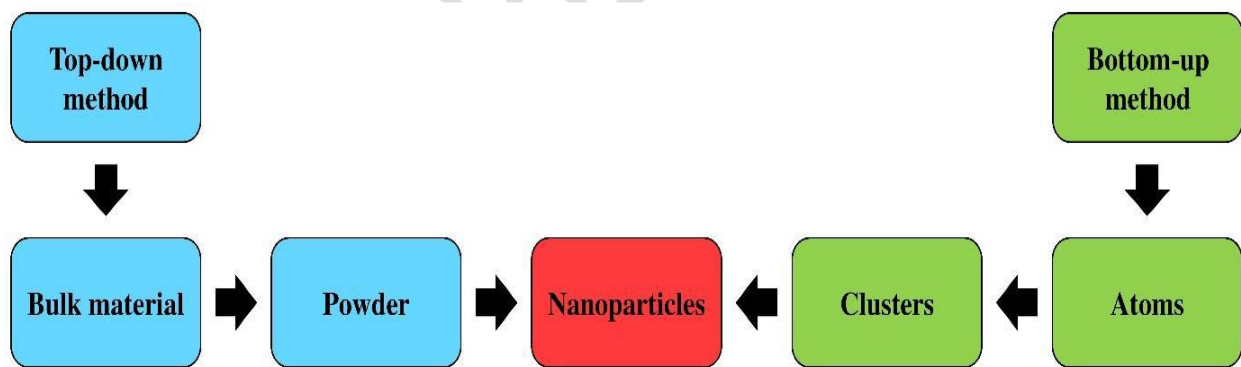 Top-down
method
Bottom-up
method
Bulk material
Powder
Nanoparticles
Clusters
Atoms